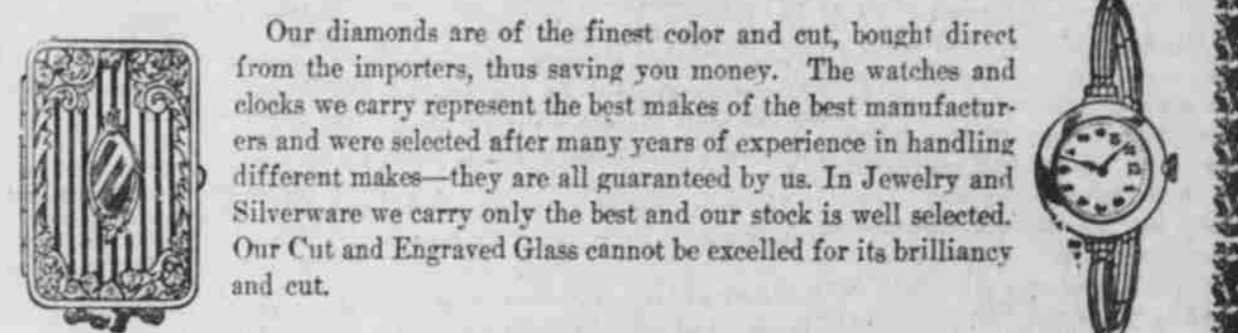 Our diamonds are of the finest color and cut, bought direct
from the importers, thus saving you money. The watches and
clocks we carry represent the best makes of the best manufactur-
ers and were selected after many years of experience in handling
different makes—they are all guaranteed by us. In Jewelry and
Silverware we carry only the best and our stock is well selected.
Our Cut and Engraved Glass cannot be excelled for its brilliancy
and cut.